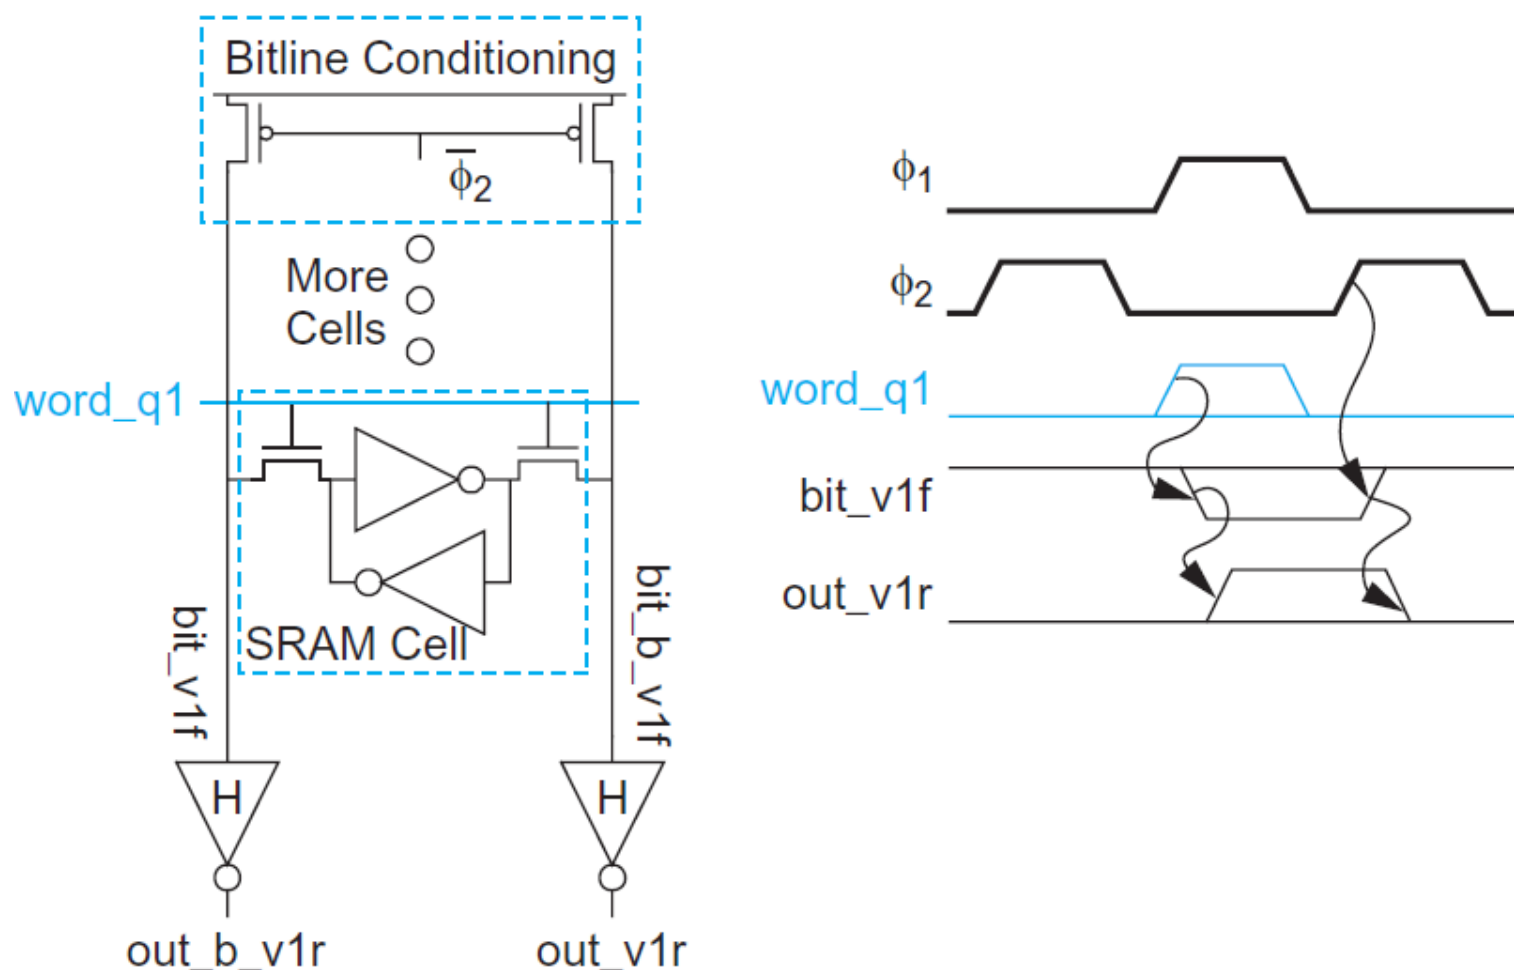 Bitline Conditioning
ϕ̅2
More
Cells
word_q1
SRAM Cell
bit_v1f
bit_b_v1f
H
H
out_b_v1r
out_v1r
ϕ1
ϕ2
word_q1
bit_v1f
out_v1r